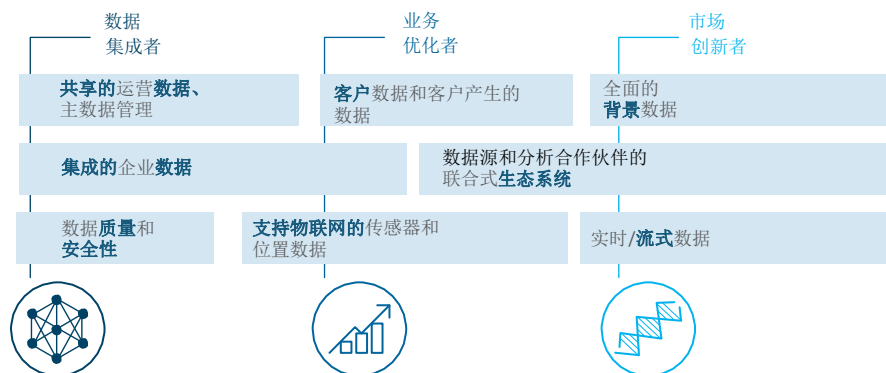 数据
集成者
业务
优化者
市场
创新者
共享的运营数据、
主数据管理
客户数据和客户产生的
数据
全面的
背景数据
集成的企业数据
数据源和分析合作伙伴的
联合式生态系统
数据质量和
安全性
支持物联网的传感器和
位置数据
实时/流式数据